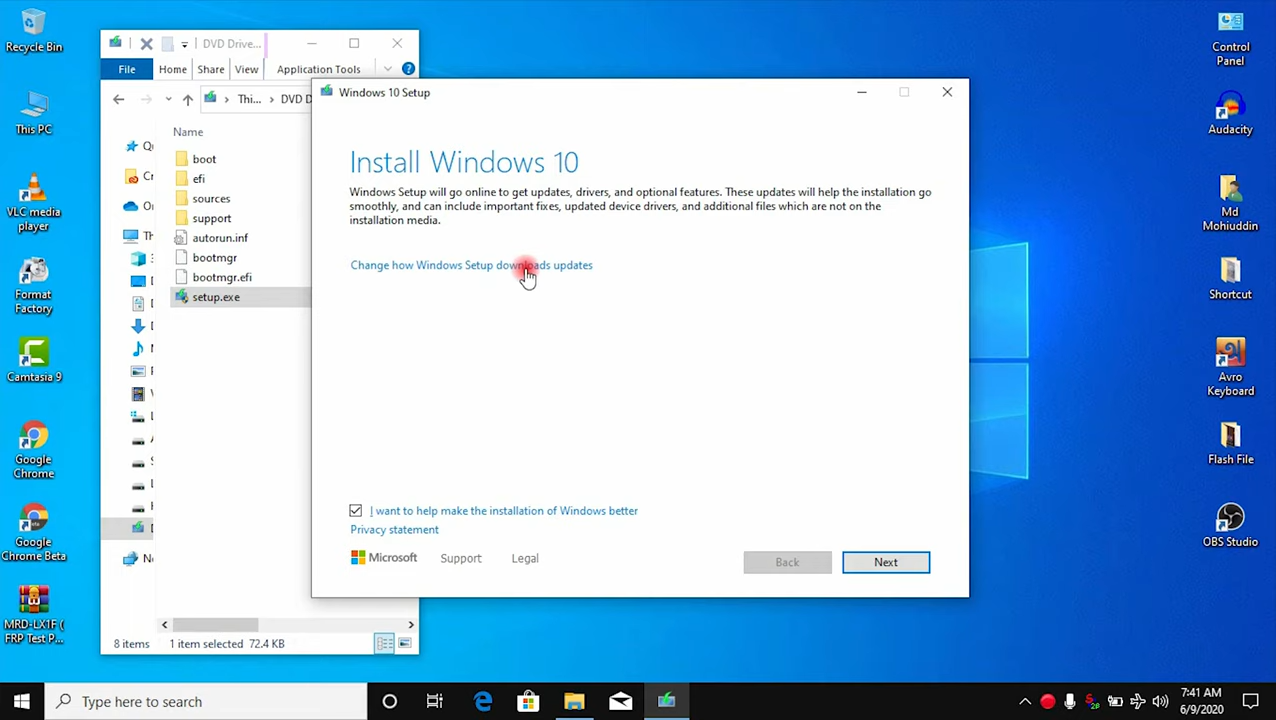 Recycle Bin
This PC
VLC media
player
Format
Factory
Camtasia 9
Google
Chrome
Google
Chrome Beta
MRD-LX1F (
FRP Test P...
DVD Drive...
File
Home
Share
View
Application Tools
Thi...
DVD D
Name
boot
efi
sources
support
autorun.inf
bootmgr
bootmgr.efi
setup.exe
8 items
1 item selected 72.4 KB
Windows 10 Setup
Install Windows 10
Windows Setup will go online to get updates, drivers, and optional features. These updates will help the installation go
smoothly, and can include important fixes, updated device drivers, and additional files which are not on the
installation media.
Change how Windows Setup downloads updates
I want to help make the installation of Windows better
Privacy statement
Microsoft
Support
Legal
Back
Next
Control
Panel
Audacity
Md
Mohiuddin
Shortcut
Avro
Keyboard
Flash File
OBS Studio
Type here to search
7:41 AM
6/9/2020